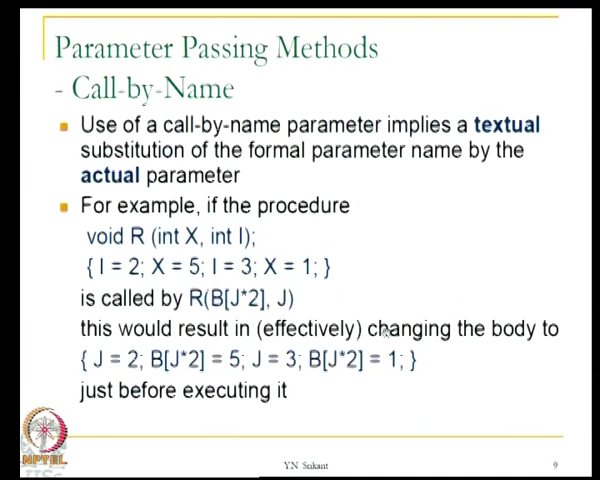 Parameter Passing Methods
- Call-by-Name
Use of a call-by-name parameter implies a textual
substitution of the formal parameter name by the
actual parameter
For example, if the procedure
void R (int X, int I);
{ I = 2; X = 5; I = 3; X = 1; }
is called by R(B[J*2], J)
this would result in (effectively) changing the body to
{ J = 2; B[J*2] = 5; J = 3; B[J*2] = 1; }
just before executing it
NPTEL
Y.N. Srikant
9